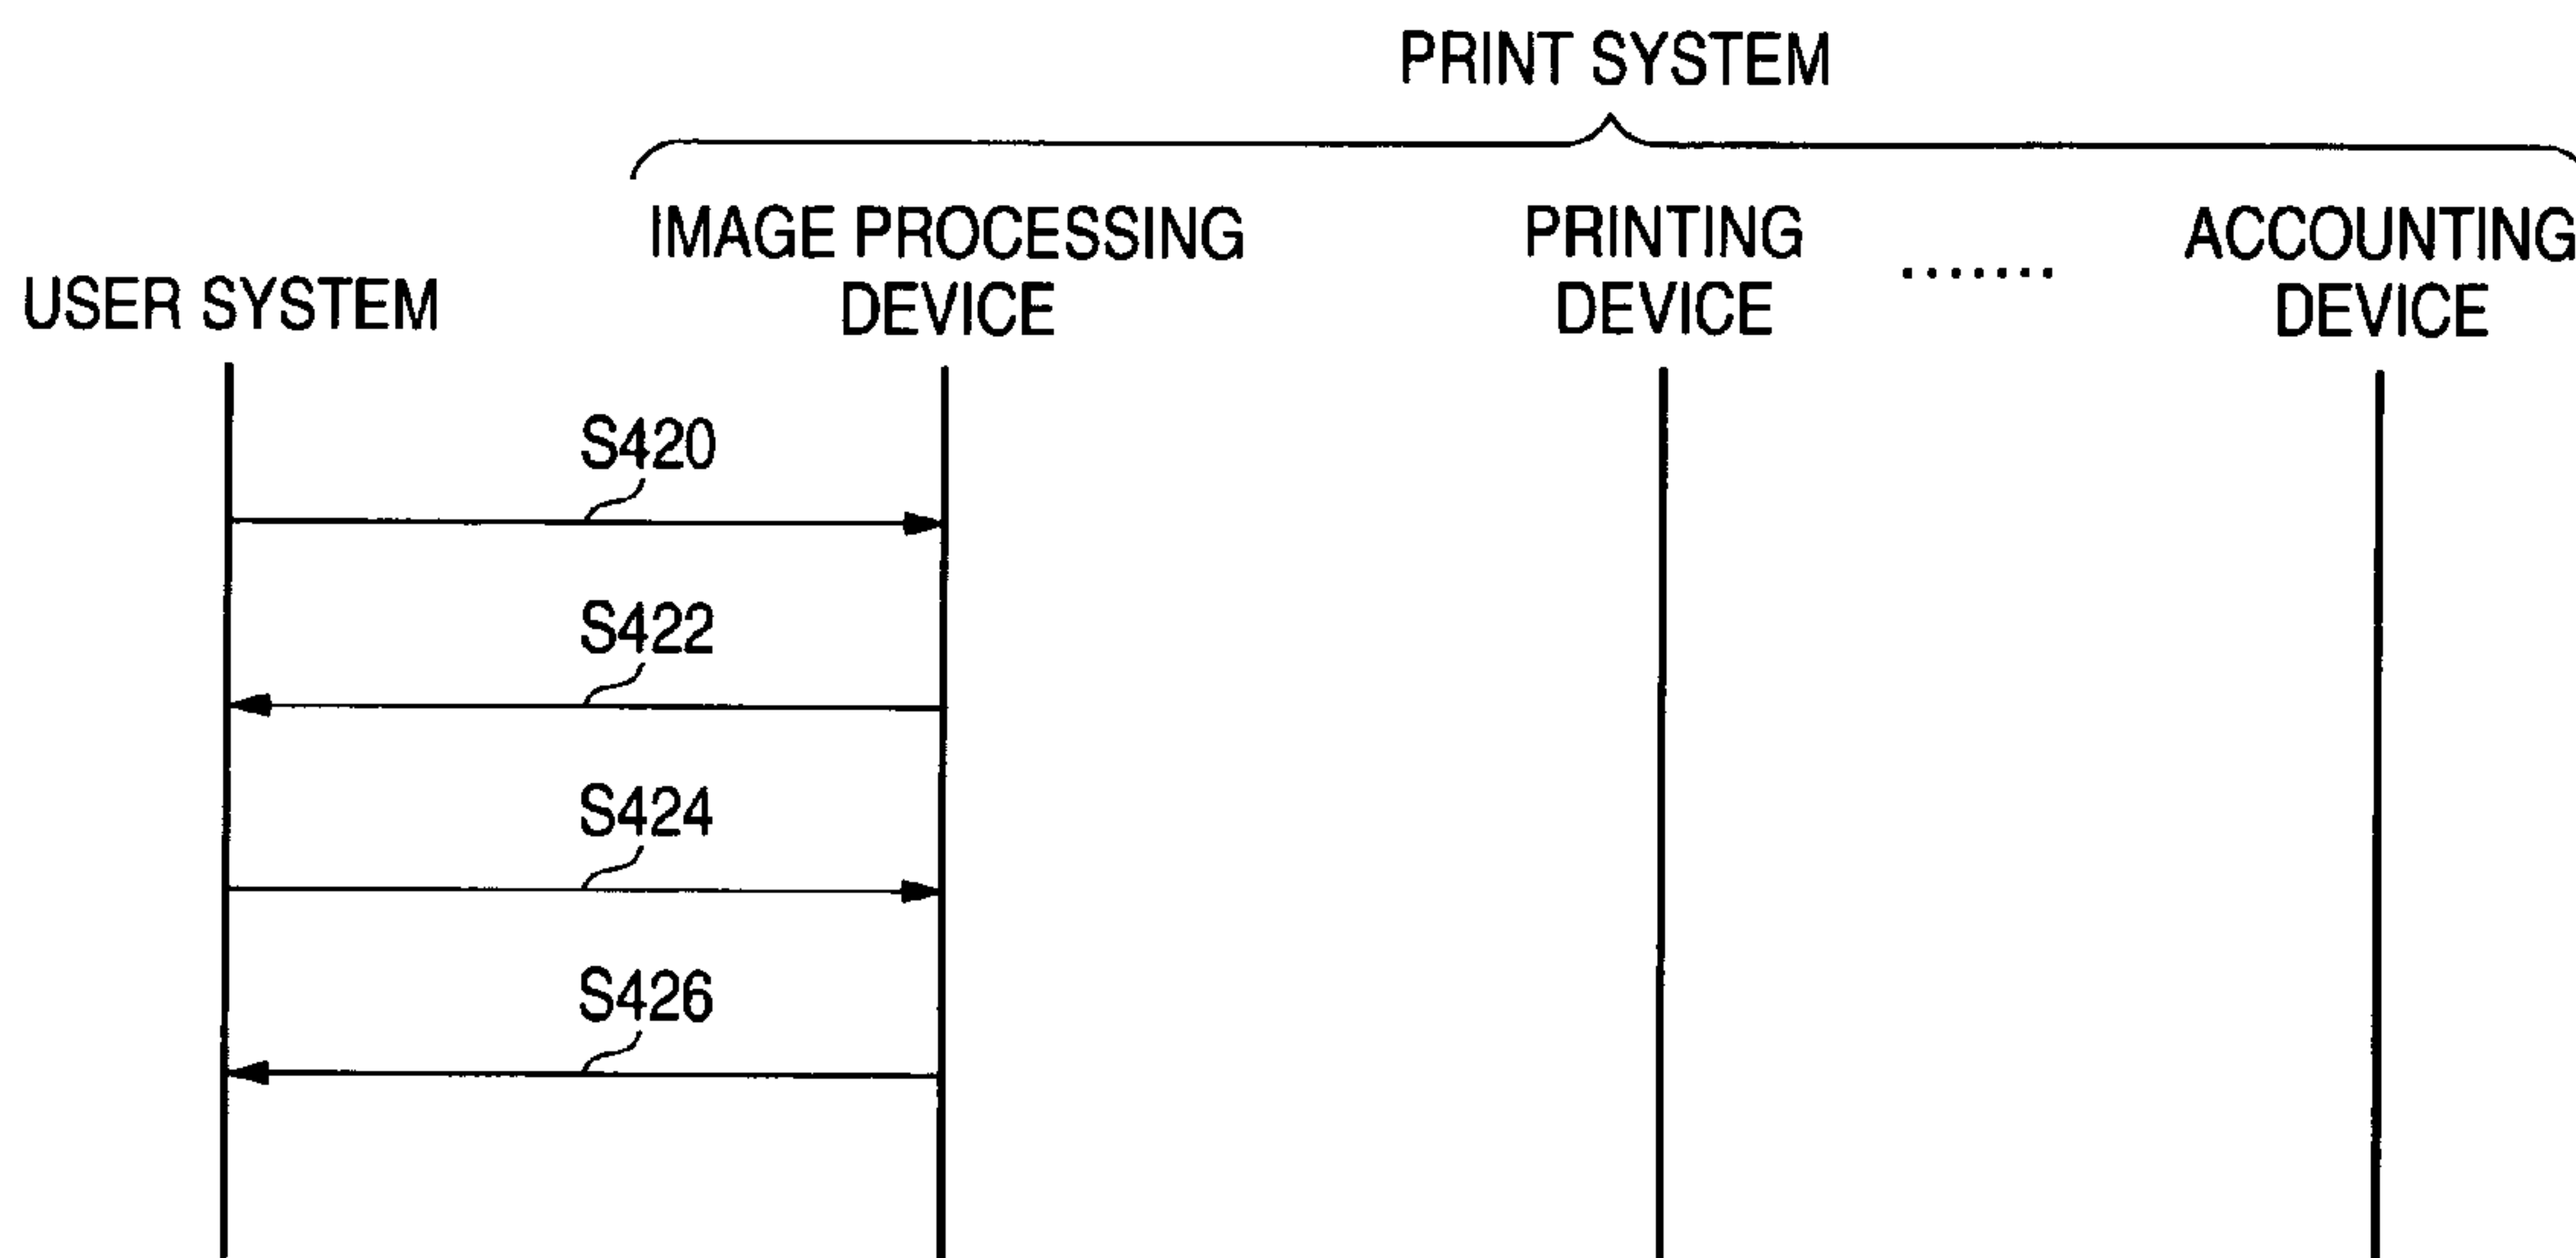 PRINT SYSTEM
USER SYSTEM
IMAGE PROCESSING
DEVICE
PRINTING
DEVICE
.......
ACCOUNTING
DEVICE
S420
S422
S424
S426